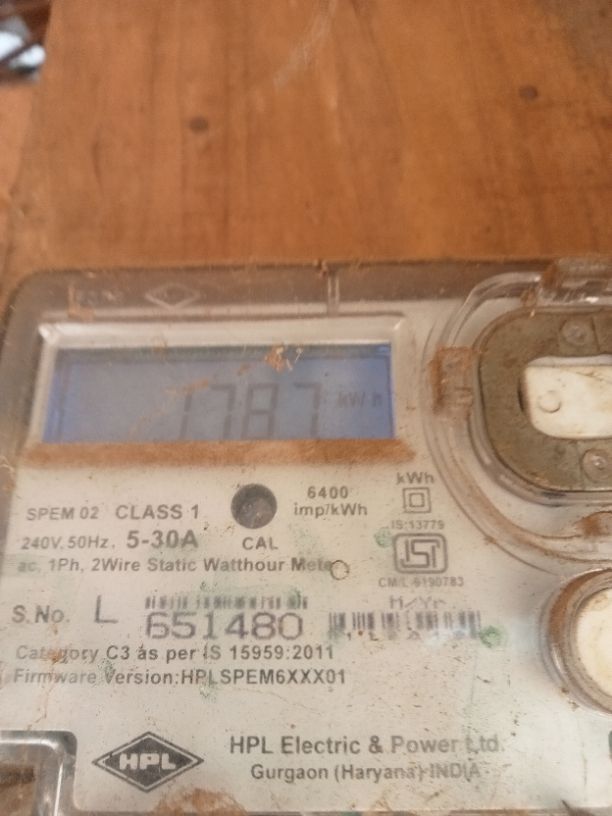 1787 kWh
SPEM 02 CLASS 1
6400
imp/kWh
kWh
240V, 50Hz, 5-30A
CAL
IS:13779
ac, 1Ph, 2Wire Static Watthour Meter
ISI
CM/L-6190783
S.No. L 651480
M/Yr
Category C3 as per IS 15959:2011
Firmware Version:HPLSPEM6XXX01
HPL
HPL Electric & Power Ltd.
Gurgaon (Haryana) INDIA